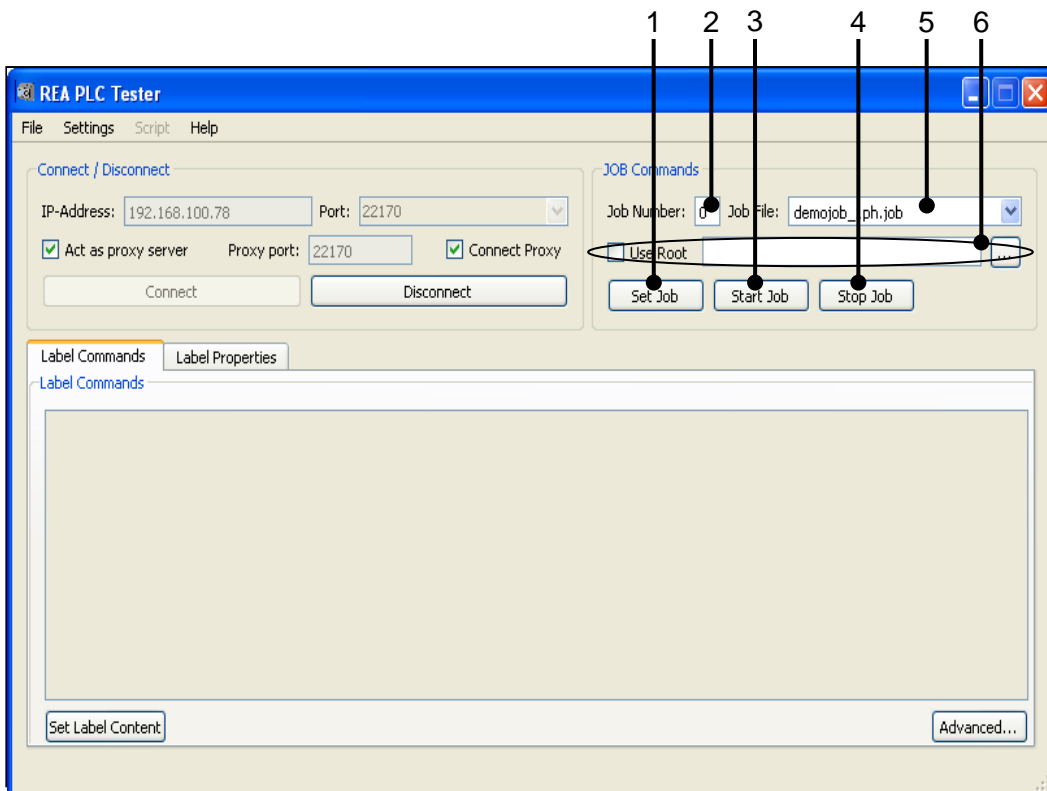 1 2 3 4 5 6
REA PLC Tester
File Settings Script Help
Connect / Disconnect
IP-Address: 192.168.100.78 Port: 22170
Act as proxy server Proxy port: 22170 Connect Proxy
Connect Disconnect
JOB Commands
Job Number: 0 Job File:
Use Root ...
Set Job Start Job Stop Job
Label Commands Label Properties
Label Commands
Set Label Content Advanced...